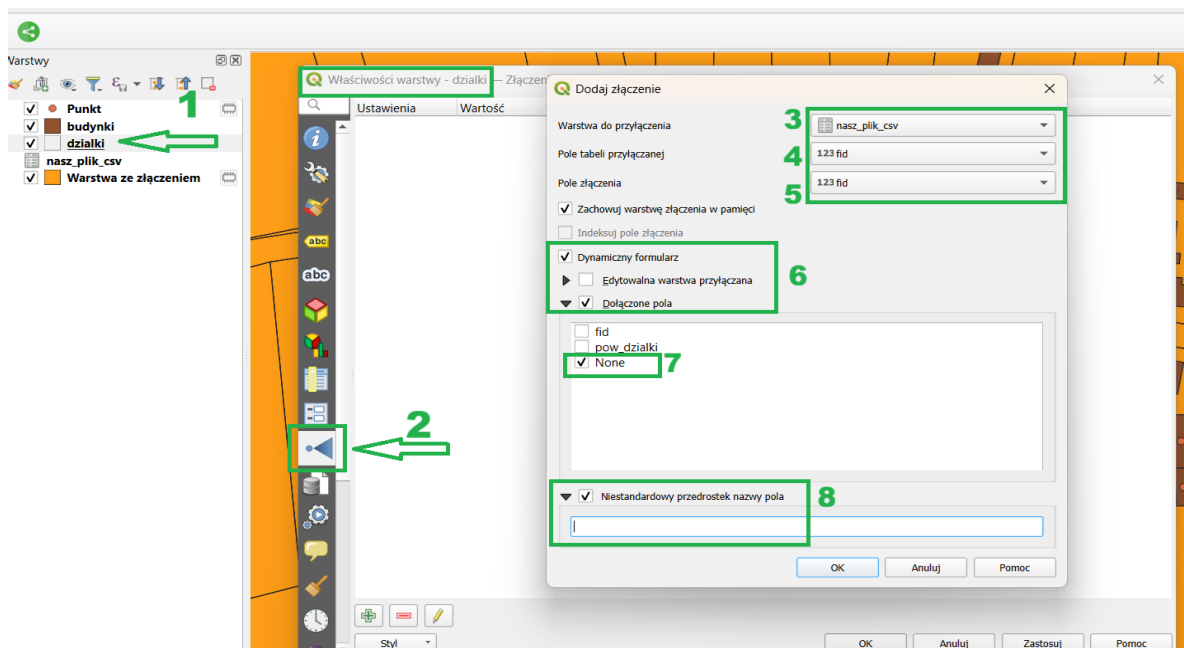 Warstwy
1
Punkt
budynki
dzialki
nasz_plik_csv
Warstwa ze złączeniem
Właściwości warstwy - dzialki — Złączen
Ustawienia Wartość
abc
abc
2
Dodaj złączenie
Warstwa do przyłączenia 3 nasz_plik_csv
Pole tabeli przyłączanej 4 123 fid
Pole złączenia 5 123 fid
Zachowuj warstwę złączenia w pamięci
Indeksuj pole złączenia
Dynamiczny formularz
6
Edytowalna warstwa przyłączana
Dołączone pola
fid
pow_dzialki
None 7
Niestandardowy przedrostek nazwy pola 8
OK Anuluj Pomoc
Styl OK Anuluj Zastosuj Pomoc